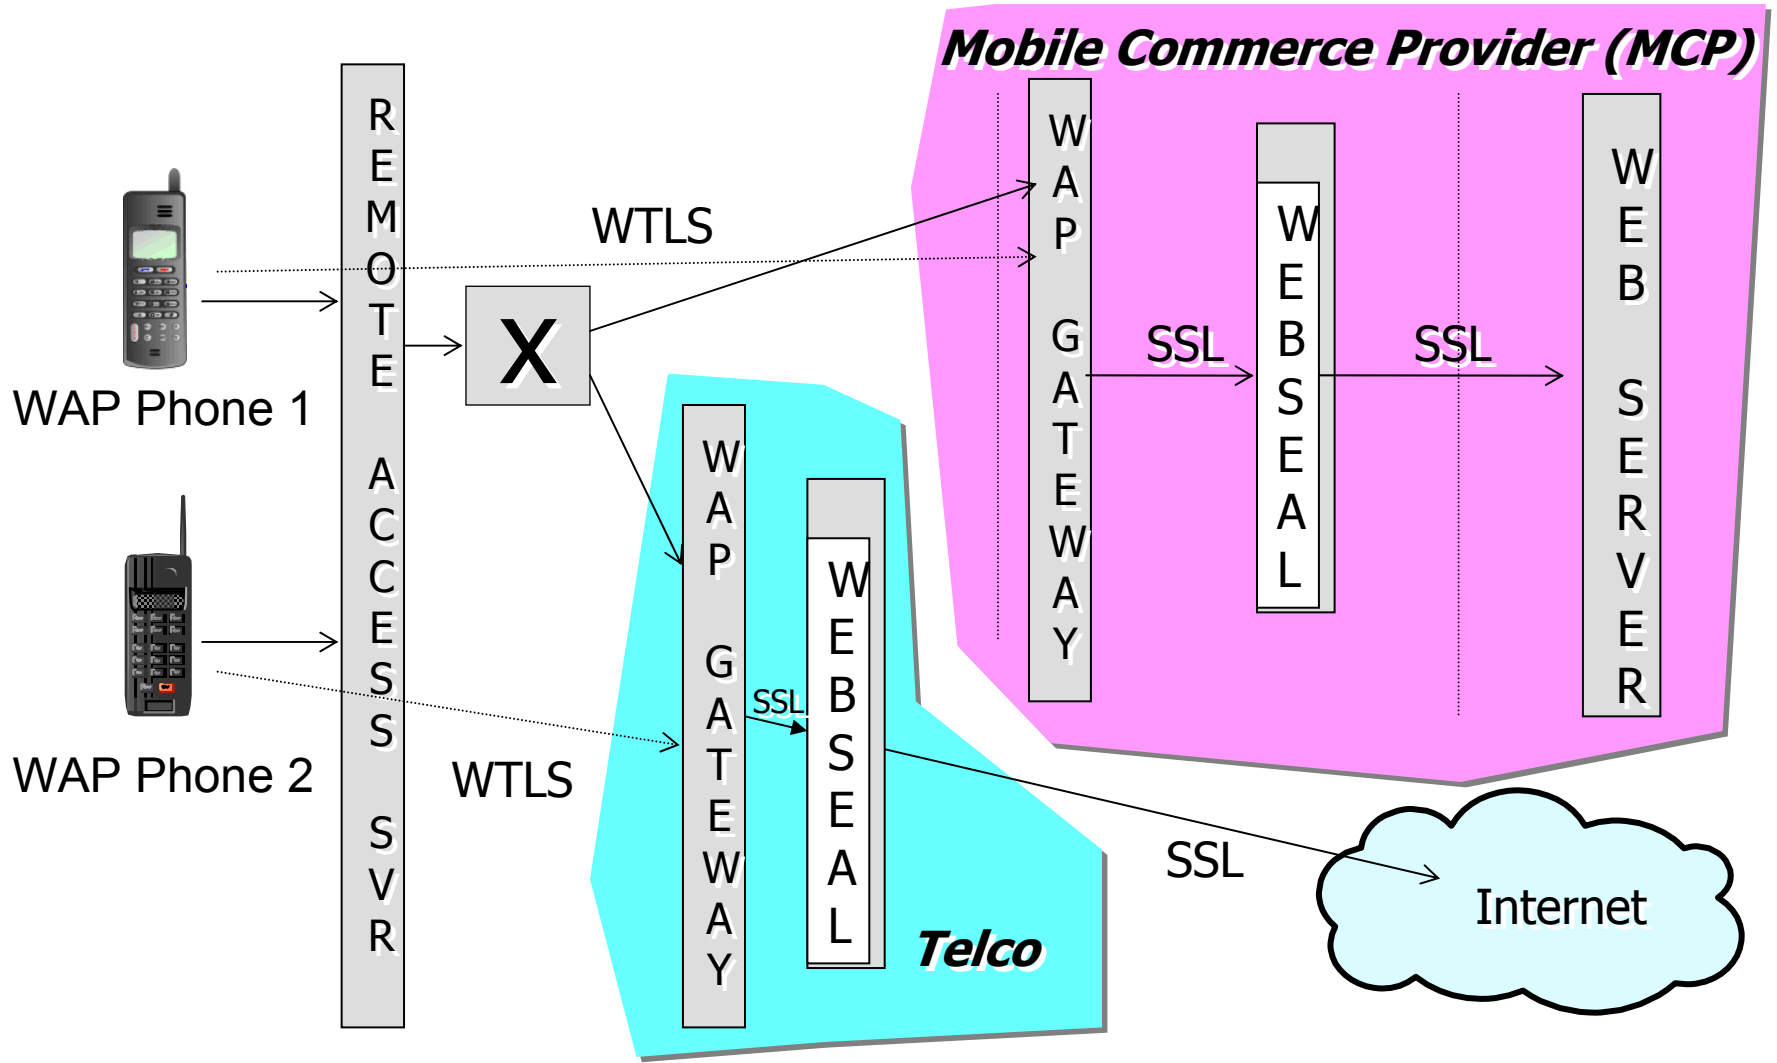 Mobile Commerce Provider (MCP)
REMOTE ACCESS SVR
WAP GATEWAY
WEBSEAL
WEB SERVER
WTLS
X
SSL
SSL
WAP Phone 1
WAP GATEWAY
WEBSEAL
SSL
WAP Phone 2
WTLS
SSL
Internet
Telco